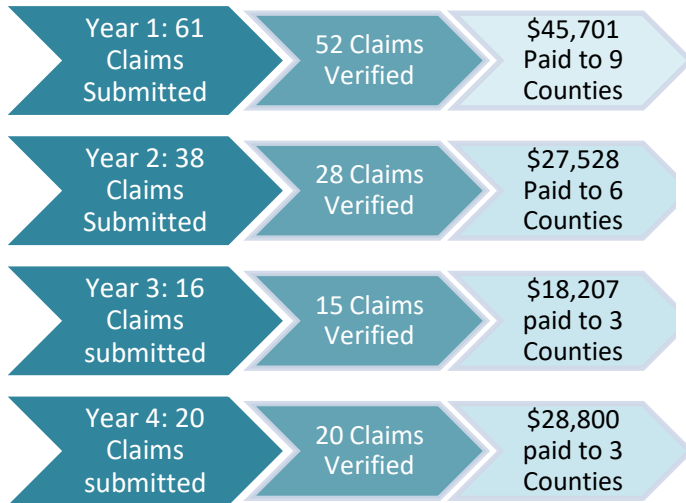 Year 1: 61
Claims
Submitted
52 Claims
Verified
$45,701
Paid to 9
Counties
Year 2: 38
Claims
Submitted
28 Claims
Verified
$27,528
Paid to 6
Counties
Year 3: 16
Claims
submitted
15 Claims
Verified
$18,207
paid to 3
Counties
Year 4: 20
Claims
submitted
20 Claims
Verified
$28,800
paid to 3
Counties